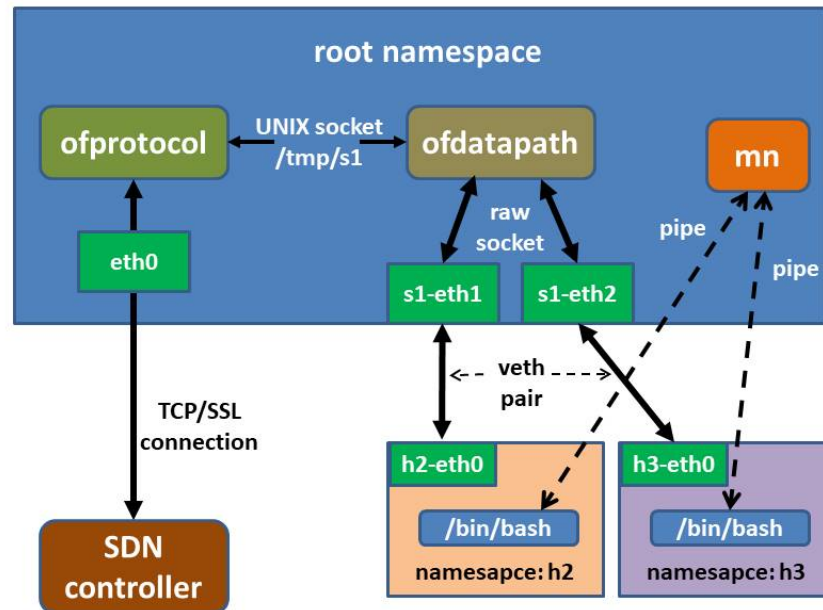 root namespace
ofprotocol
UNIX socket
/tmp/s1
ofdatapath
mn
eth0
raw
socket
pipe
pipe
s1-eth1
s1-eth2
veth
pair
TCP/SSL
connection
h2-eth0
h3-eth0
/bin/bash
/bin/bash
namesapce: h2
namesapce: h3
SDN
controller